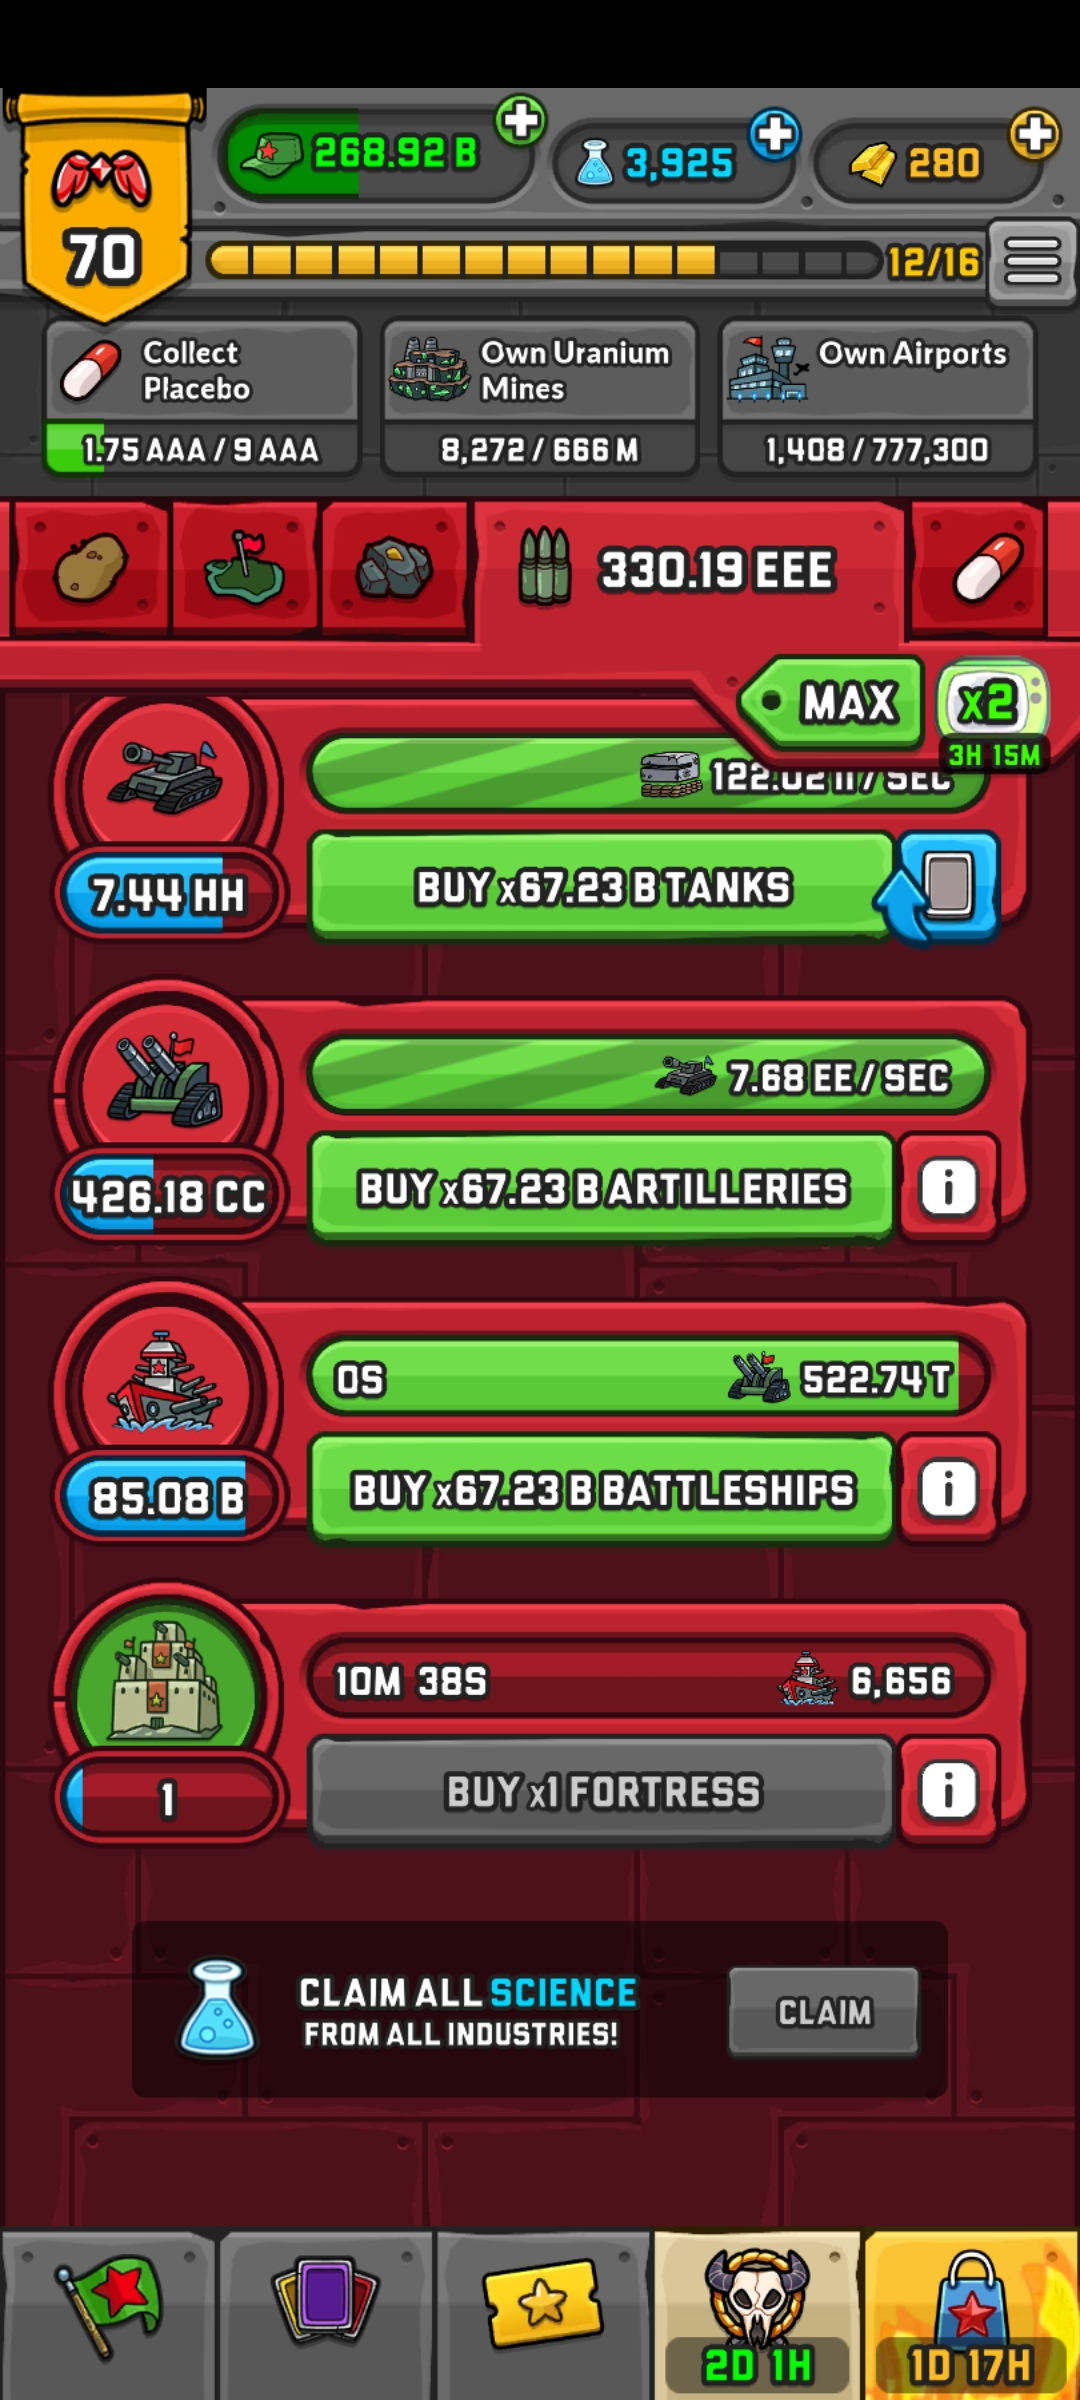 268.92 B
3,925
280
70
12/16
Collect
Placebo
1.75 AAA / 9 AAA
Own Uranium
Mines
8,272 / 666 M
Own Airports
1,408 / 777,300
330.19 EEE
MAX
x2
3H 15M
/ SEC
7.44 HH
BUY x67.23 B TANKS
7.68 EE / SEC
426.18 CC
BUY x67.23 B ARTILLERIES
i
0S
522.74 T
85.08 B
BUY x67.23 B BATTLESHIPS
i
10M 38S
6,656
1
BUY x1 FORTRESS
i
CLAIM ALL SCIENCE
FROM ALL INDUSTRIES!
CLAIM
2D 1H
1D 17H